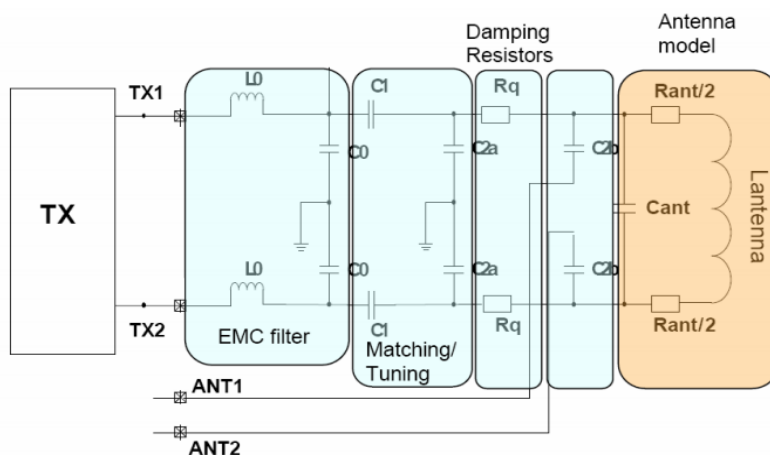 Damping
Resistors
Antenna
model
TX1
L0
C1
Rq
Rant/2
C0
C2a
C2b
TX
Cant
Lantenna
C0
C2a
C2b
L0
TX2
C1
Rq
Rant/2
EMC filter
Matching/
Tuning
ANT1
ANT2